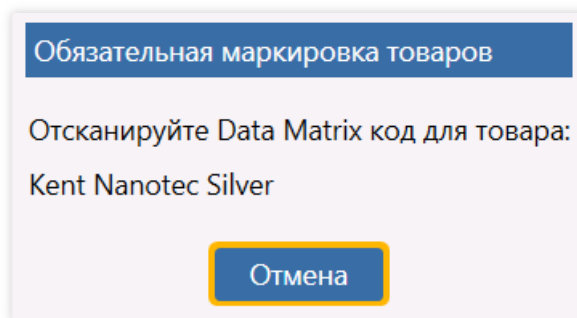 Обязательная маркировка товаров
Отсканируйте Data Matrix код для товара:
Kent Nanotec Silver
Отмена